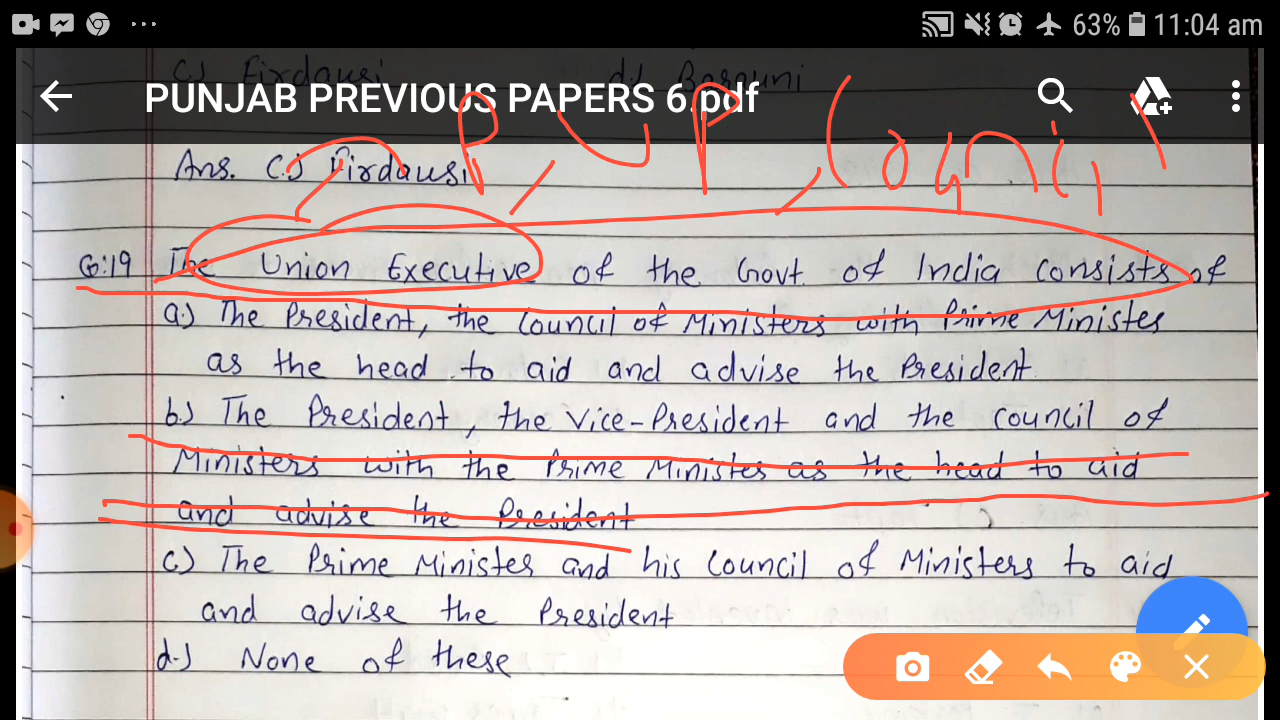 63% 11:04 am
C.) Firdausi d.) Barauni
PUNJAB PREVIOUS PAPERS 6.pdf
P, VP, Council
Ans. C.) Firdausi
Q:19 The Union Executive of the Govt. of India consists of
a.) The President, the Council of Ministers with Prime Minister
as the head to aid and advise the President
b.) The President, the Vice-President and the council of
Ministers with the Prime Minister as the head to aid
and advise the President
c.) The Prime Minister and his Council of Ministers to aid
and advise the President
d.) None of these